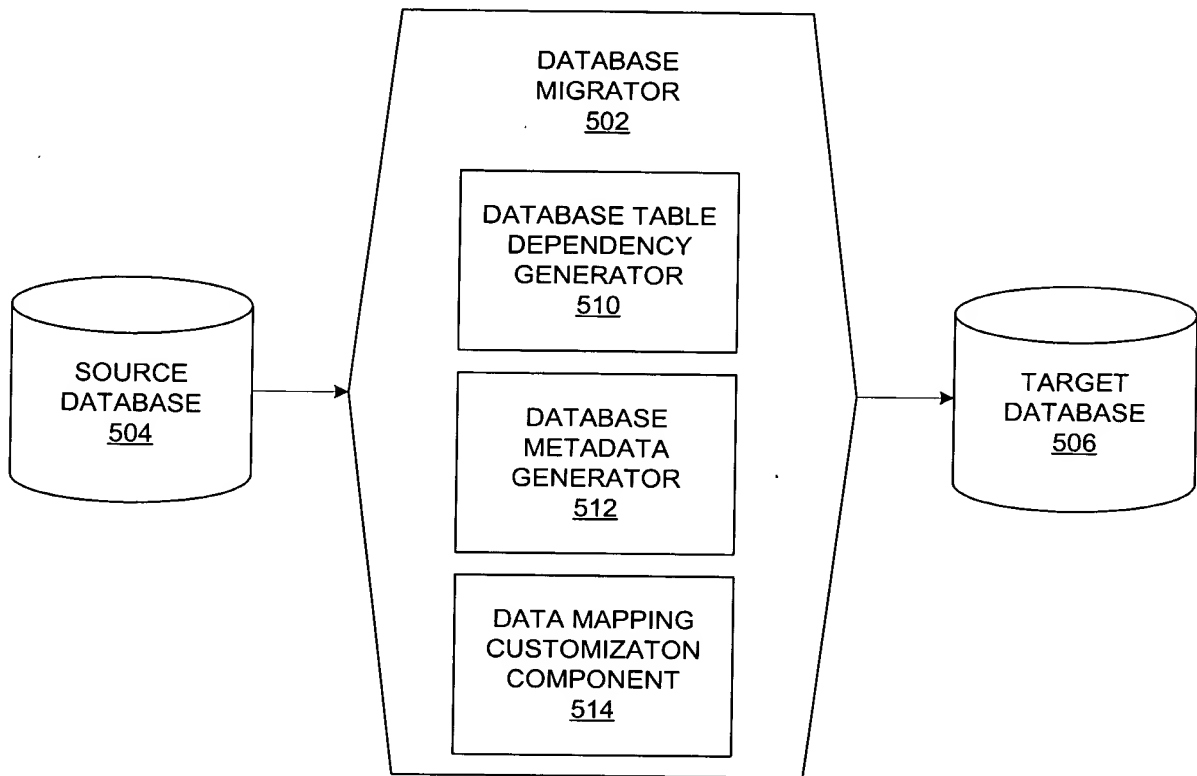 DATABASE
MIGRATOR
502
DATABASE TABLE
DEPENDENCY
GENERATOR
510
SOURCE
DATABASE
504
DATABASE
METADATA
GENERATOR
512
TARGET
DATABASE
506
DATA MAPPING
CUSTOMIZATON
COMPONENT
514